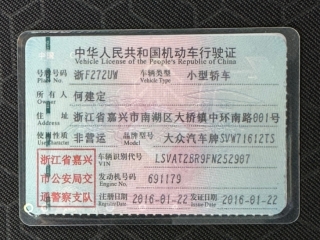 中华人民共和国机动车行驶证
Vehicle License of the People's Republic of China
号牌号码 浙F272UW 车辆类型 小型轿车
Plate No. Vehicle Type
所有人 何建定
Owner
住址 浙江省嘉兴市南湖区大桥镇中环南路001号
Address
使用性质 非营运 品牌型号 大众汽车牌SVW71612TS
Use Character Model
浙江省嘉兴
市公安局交
通警察支队
车辆识别代号 LSVAT28R9FN2S2907
VIN
发动机号码 691179
Engine No.
注册日期 2016-01-22 发证日期 2016-01-22
Register Date Issue Date